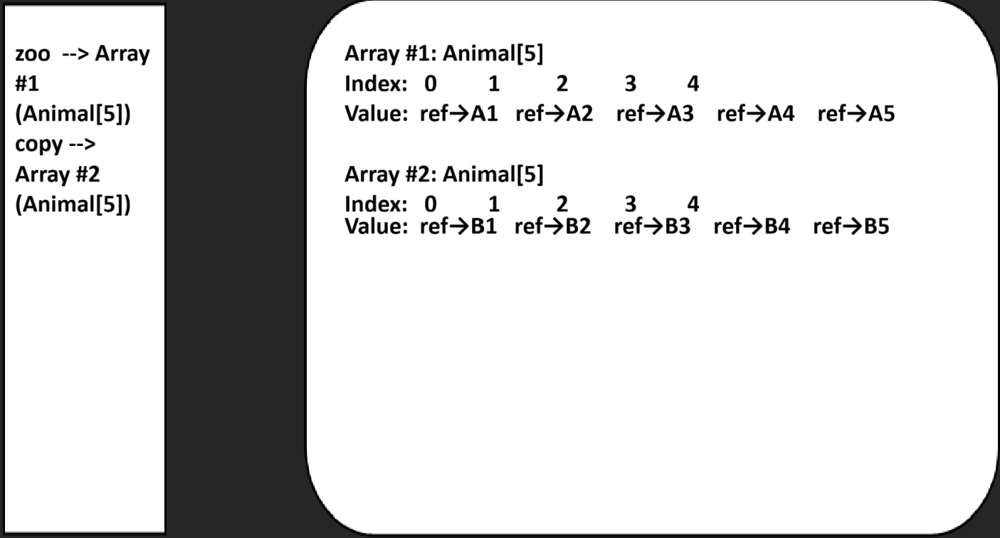 zoo --> Array
#1
(Animal[5])
copy -->
Array #2
(Animal[5])
Array #1: Animal[5]
Index: 0 1 2 3 4
Value: ref→A1 ref→A2 ref→A3 ref→A4 ref→A5
Array #2: Animal[5]
Index: 0 1 2 3 4
Value: ref→B1 ref→B2 ref→B3 ref→B4 ref→B5